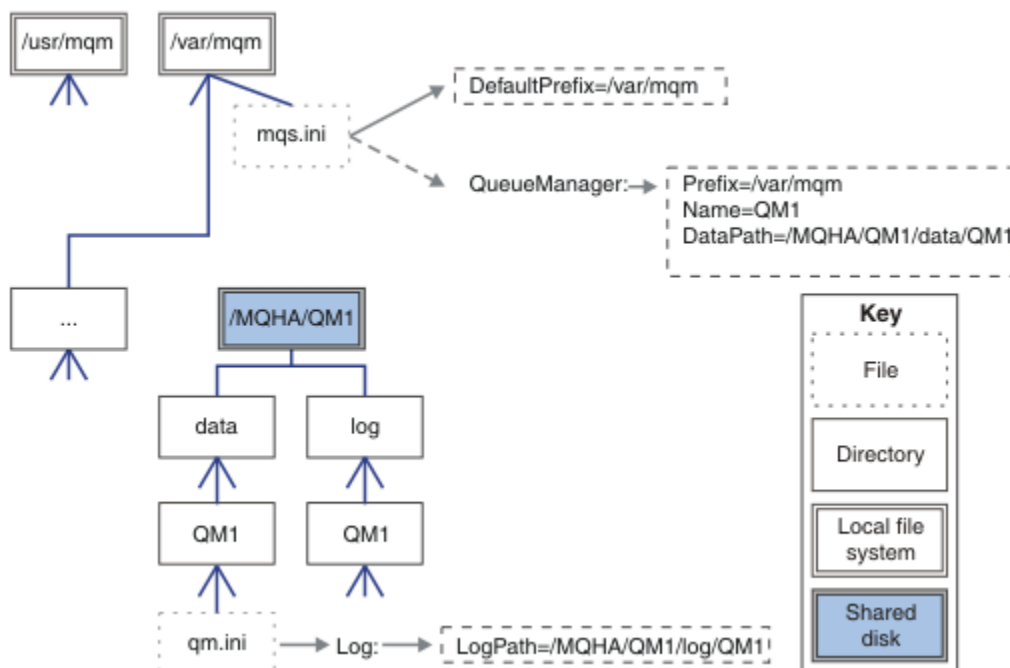 /usr/mqm
/var/mqm
DefaultPrefix=/var/mqm
mqs.ini
QueueManager:
Prefix=/var/mqm
Name=QM1
DataPath=/MQHA/QM1/data/QM1
...
/MQHA/QM1
data
log
QM1
QM1
qm.ini
Log:
LogPath=/MQHA/QM1/log/QM1
Key
File
Directory
Local file
system
Shared
disk